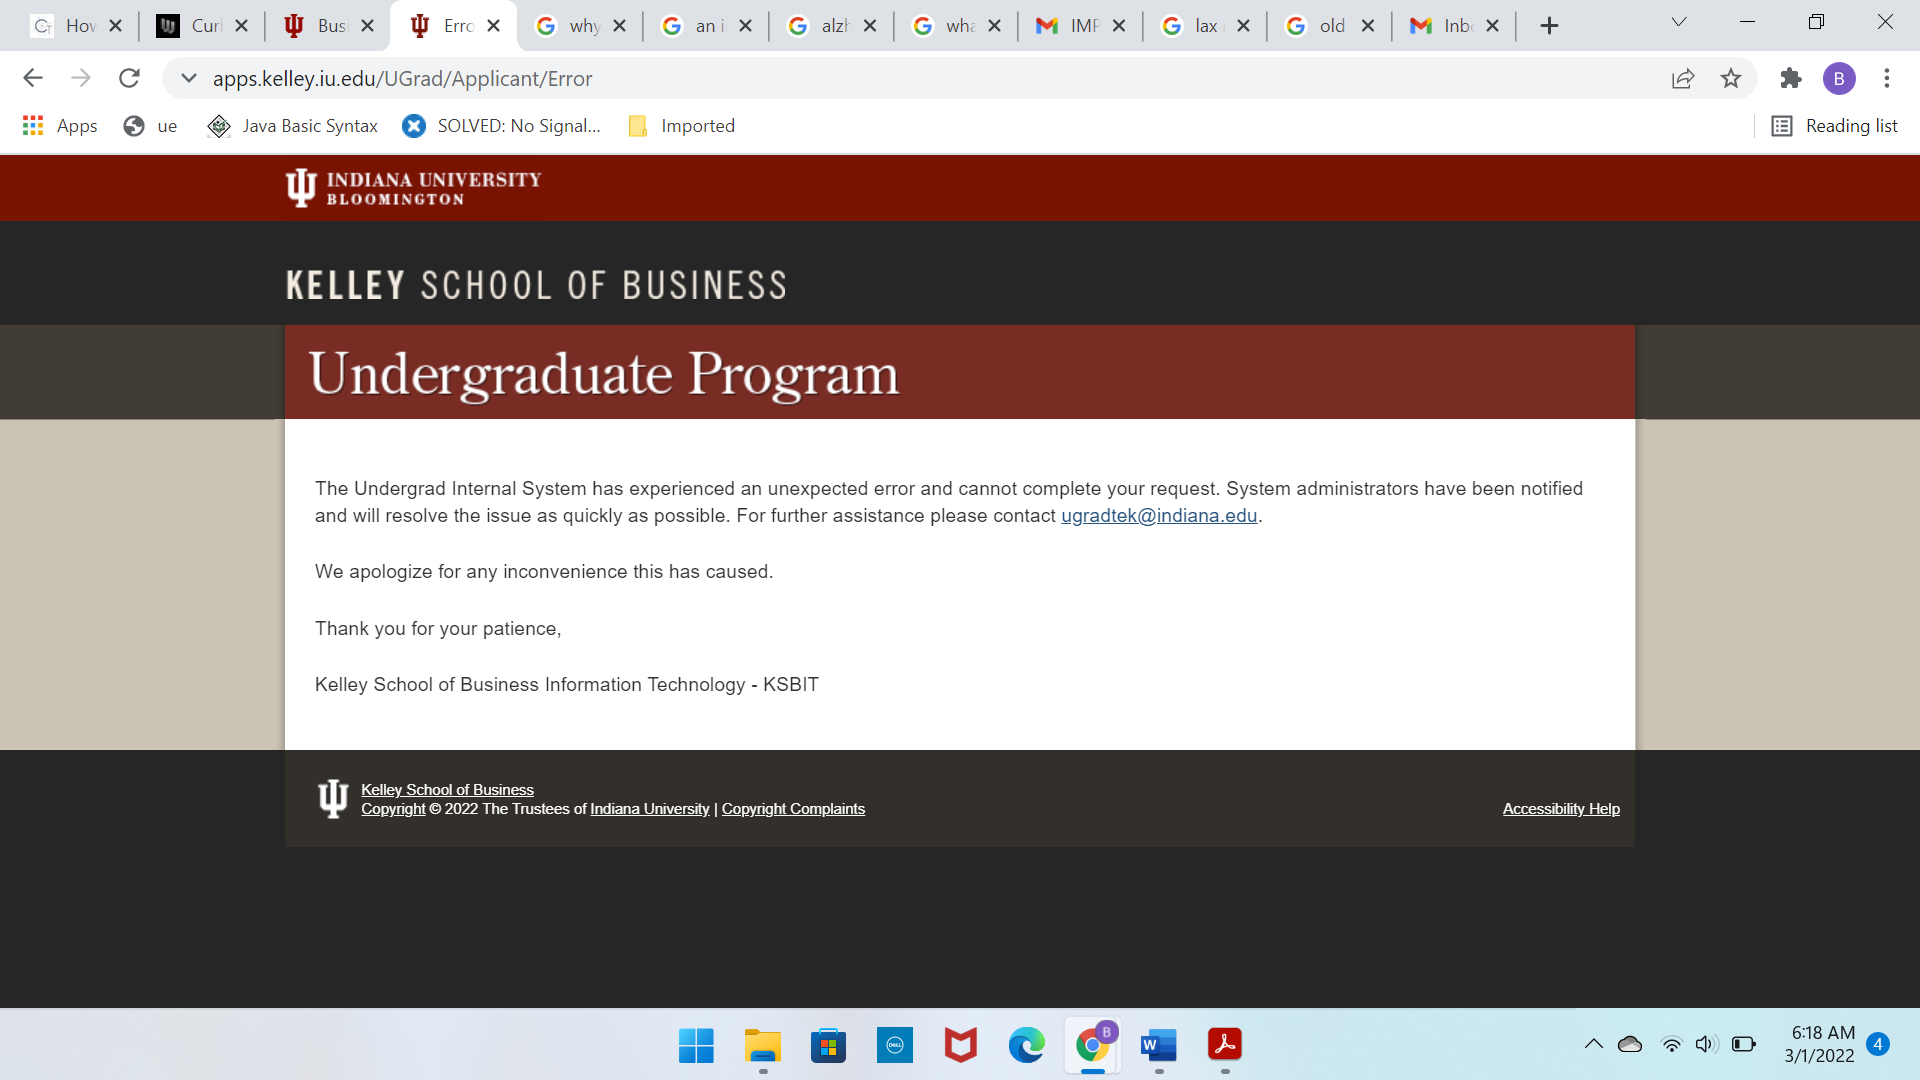 Hov
Curl
Busi
Erro
why
an i
alzh
wha
IMP
lax
old
Inbo
apps.kelley.iu.edu/UGrad/Applicant/Error
B
Apps
ue
Java Basic Syntax
SOLVED: No Signal...
Imported
Reading list
INDIANA UNIVERSITY
BLOOMINGTON
KELLEY SCHOOL OF BUSINESS
Undergraduate Program
The Undergrad Internal System has experienced an unexpected error and cannot complete your request. System administrators have been notified
and will resolve the issue as quickly as possible. For further assistance please contact ugradtek@indiana.edu.
We apologize for any inconvenience this has caused.
Thank you for your patience,
Kelley School of Business Information Technology - KSBIT
Kelley School of Business
Copyright © 2022 The Trustees of Indiana University | Copyright Complaints
Accessibility Help
DELL
B
W
6:18 AM
3/1/2022
4